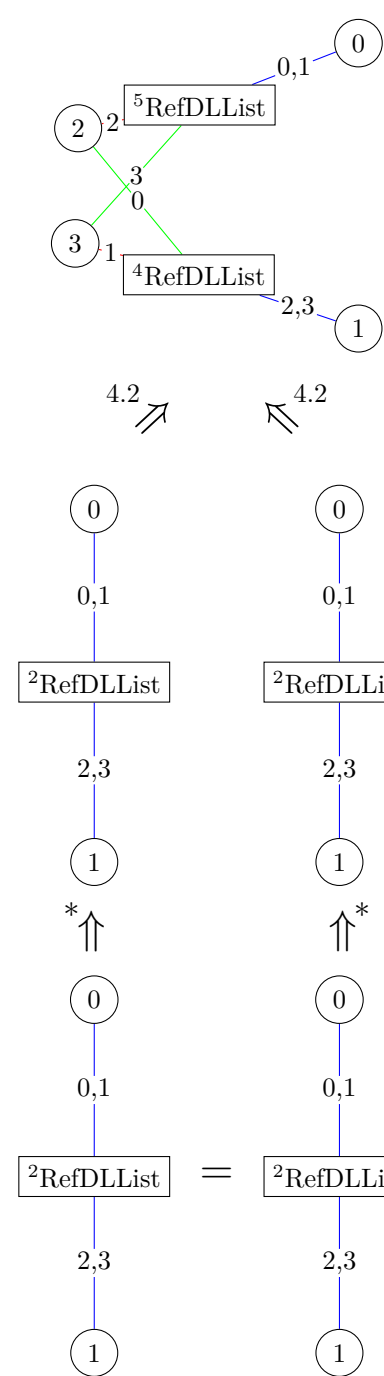 0
0,1
⁵RefDLList
2 2
3
0
3 1
⁴RefDLList
2,3
1
4.2 ⇗ ⇖ 4.2
0 0
0,1 0,1
²RefDLList ²RefDLLi
2,3 2,3
1 1
* ⇑ ⇑ *
0 0
0,1 0,1
²RefDLList = ²RefDLLi
2,3 2,3
1 1